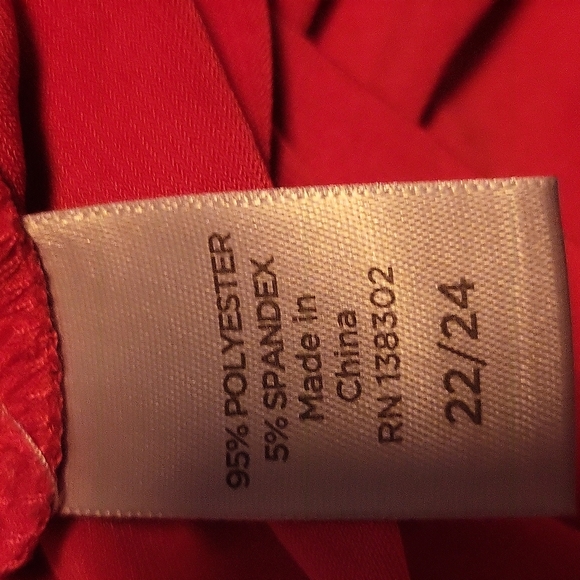 95% POLYESTER
5% SPANDEX
Made in
China
RN 138302
22/24